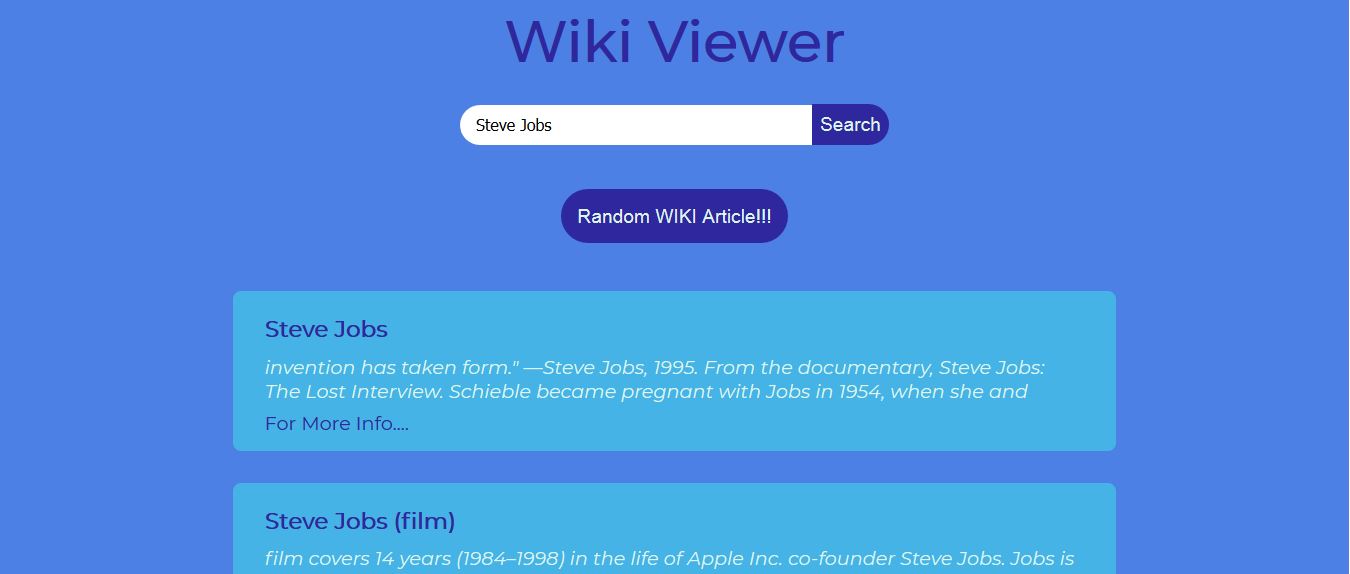 Wiki Viewer
Steve Jobs
Search
Random WIKI Article!!!
Steve Jobs
invention has taken form." —Steve Jobs, 1995. From the documentary, Steve Jobs:
The Lost Interview. Schieble became pregnant with Jobs in 1954, when she and
For More Info....
Steve Jobs (film)
film covers 14 years (1984–1998) in the life of Apple Inc. co-founder Steve Jobs. Jobs is